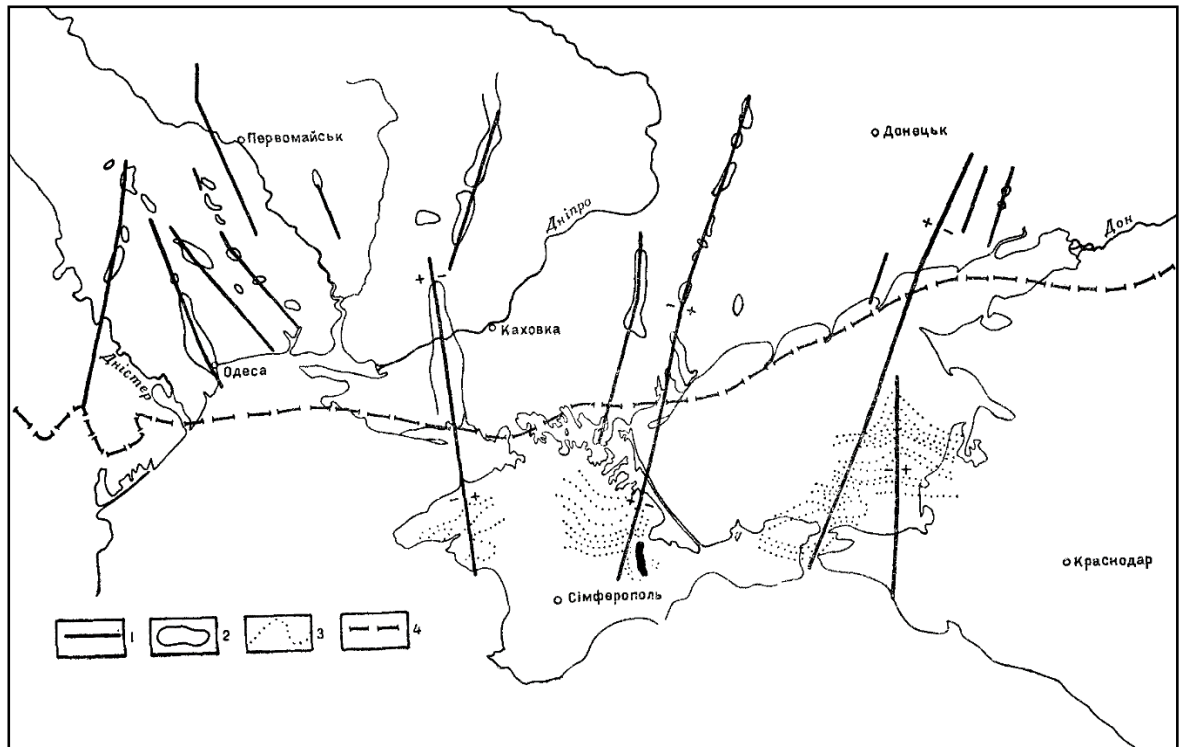 Первомайськ
Донецьк
Дніпро
Дон
Каховка
Одеса
Дністер
Краснодар
Сімферополь
1
2
3
4